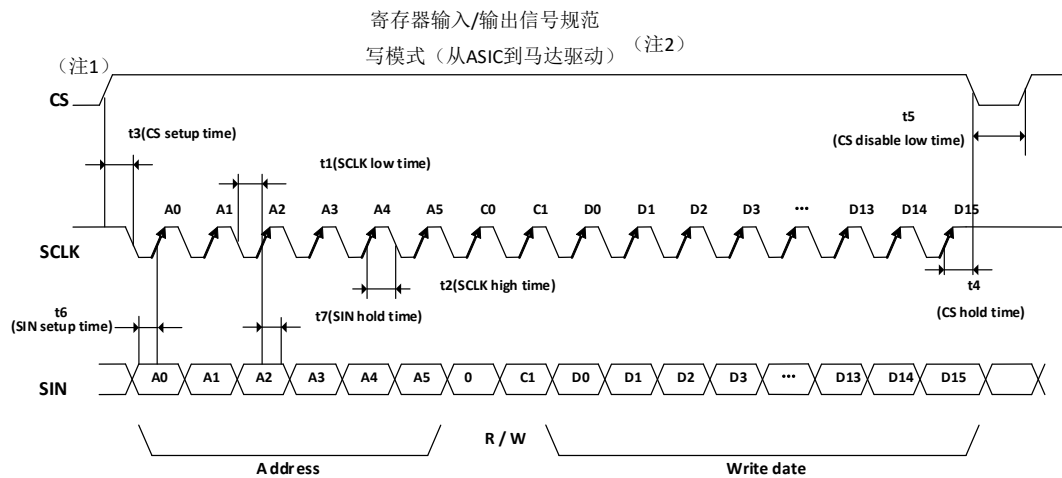 寄存器输入/输出信号规范
写模式（从ASIC到马达驱动）（注2）
（注1）
CS
t3(CS setup time)
t5
(CS disable low time)
t1(SCLK low time)
A0 A1 A2 A3 A4 A5 C0 C1 D0 D1 D2 D3 ... D13 D14 D15
SCLK
t2(SCLK high time)
t4
(CS hold time)
t6
(SIN setup time)
t7(SIN hold time)
SIN
A0 A1 A2 A3 A4 A5 0 C1 D0 D1 D2 D3 ... D13 D14 D15
R / W
Address
Write date